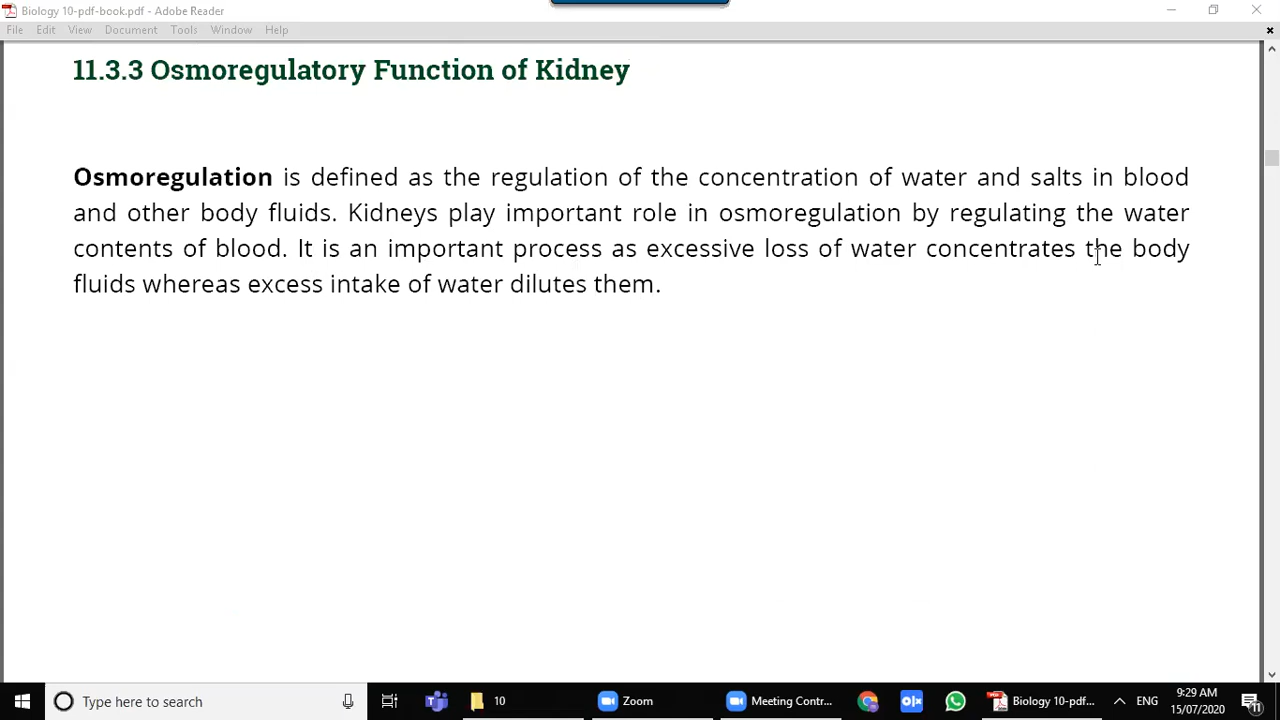 Biology 10-pdf-book.pdf - Adobe Reader
File Edit View Document Tools Window Help
11.3.3 Osmoregulatory Function of Kidney
Osmoregulation is defined as the regulation of the concentration of water and salts in blood
and other body fluids. Kidneys play important role in osmoregulation by regulating the water
contents of blood. It is an important process as excessive loss of water concentrates the body
fluids whereas excess intake of water dilutes them.
Type here to search
10
Zoom
Meeting Contr...
olx
Biology 10-pdf...
ENG
9:29 AM
15/07/2020
11